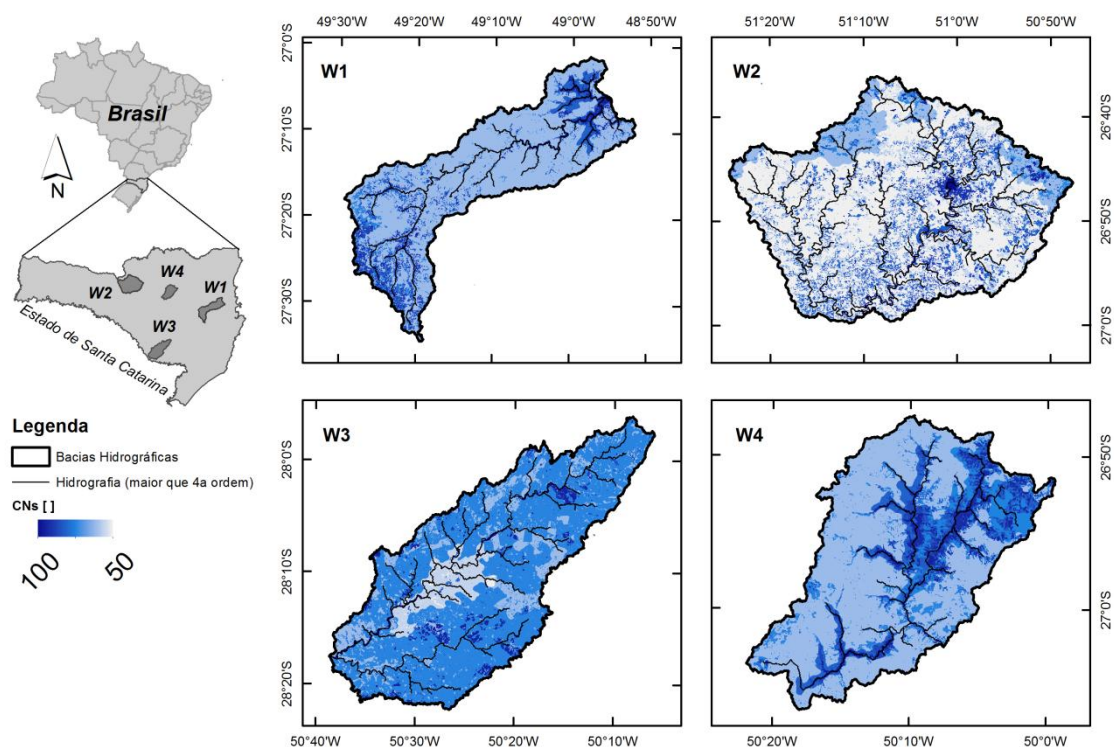 Brasil
N
W4
W1
W2
W3
Estado de Santa Catarina
Legenda
Bacias Hidrográficas
Hidrografia (maior que 4a ordem)
CNs [ ]
100 50
49°30'W 49°20'W 49°10'W 49°0'W 48°50'W
27°0'S
27°10'S
27°20'S
27°30'S
W1
51°20'W 51°10'W 51°0'W 50°50'W
W2
26°40'S
26°50'S
27°0'S
W3
28°0'S
28°10'S
28°20'S
50°40'W 50°30'W 50°20'W 50°10'W
W4
26°50'S
27°0'S
50°20'W 50°10'W 50°0'W